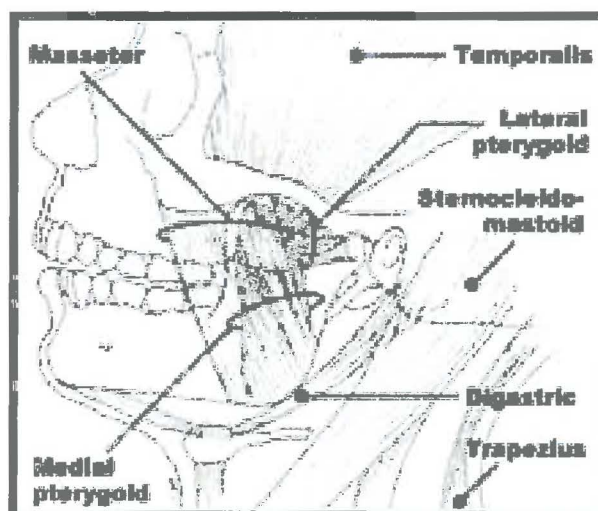 Masseter
Temporalis
Lateral
pterygoid
Sternocleido-
mastoid
Digastric
Trapezius
Medial
pterygoid